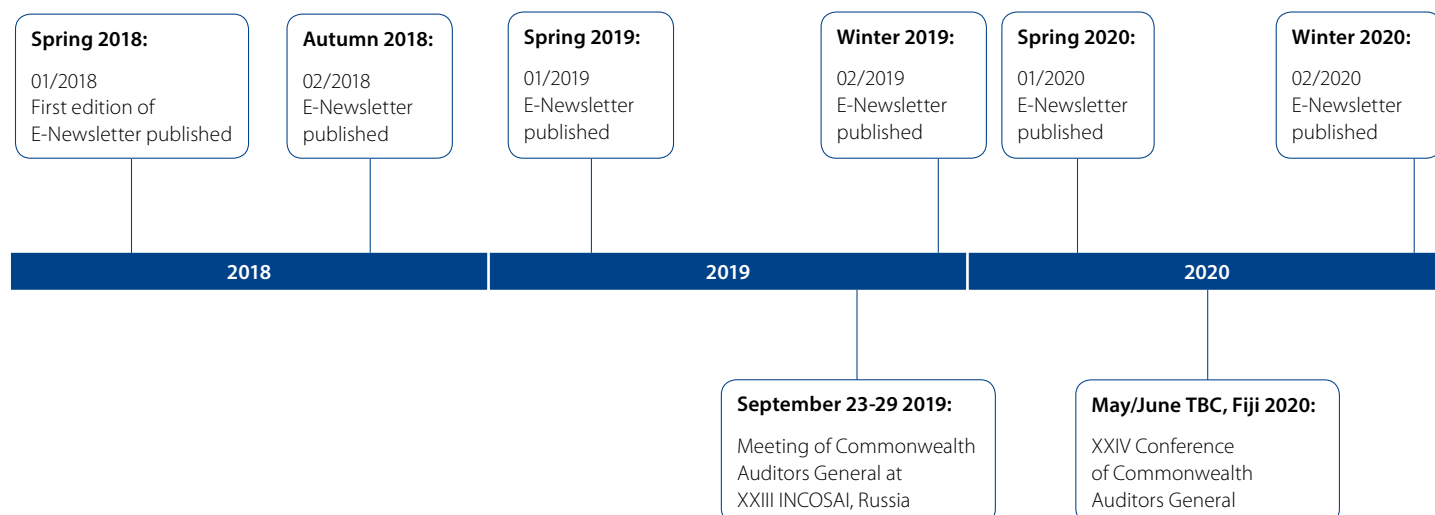 Spring 2018:
01/2018
First edition of
E-Newsletter published
Autumn 2018:
02/2018
E-Newsletter
published
Spring 2019:
01/2019
E-Newsletter
published
Winter 2019:
02/2019
E-Newsletter
published
Spring 2020:
01/2020
E-Newsletter
published
Winter 2020:
02/2020
E-Newsletter
published
2018
2019
2020
September 23-29 2019:
Meeting of Commonwealth
Auditors General at
XXIII INCOSAI, Russia
May/June TBC, Fiji 2020:
XXIV Conference
of Commonwealth
Auditors General